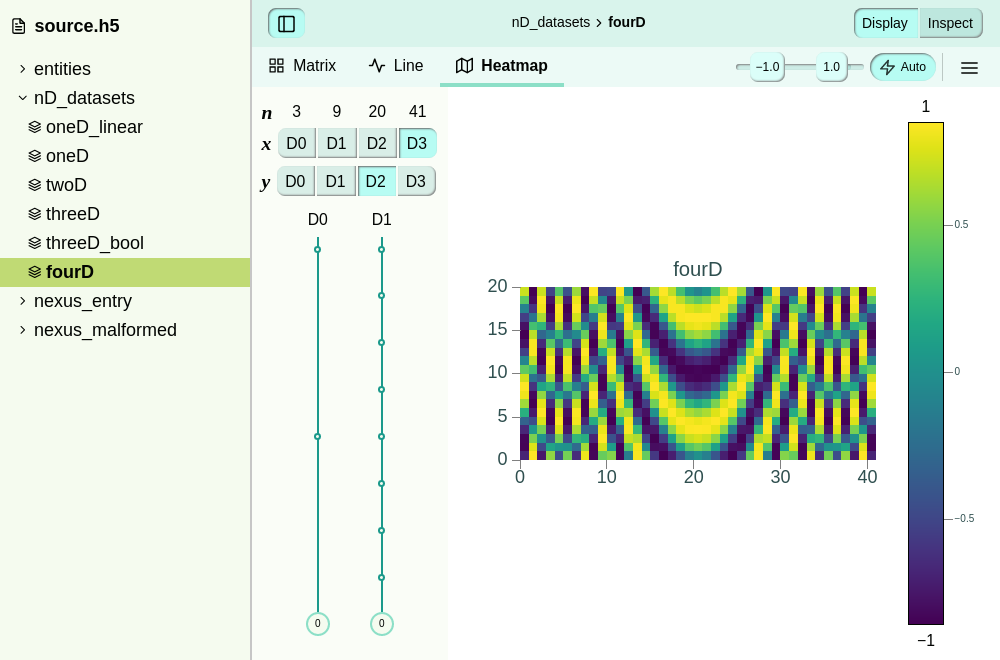 source.h5
entities
nD_datasets
oneD_linear
oneD
twoD
threeD
threeD_bool
fourD
nexus_entry
nexus_malformed
nD_datasets › fourD
Display Inspect
Matrix Line Heatmap
−1.0 1.0 Auto
n 3 9 20 41
x D0 D1 D2 D3
y D0 D1 D2 D3
D0 D1
0 0
fourD
20
15
10
5
0
0 10 20 30 40
1
0.5
0
−0.5
−1